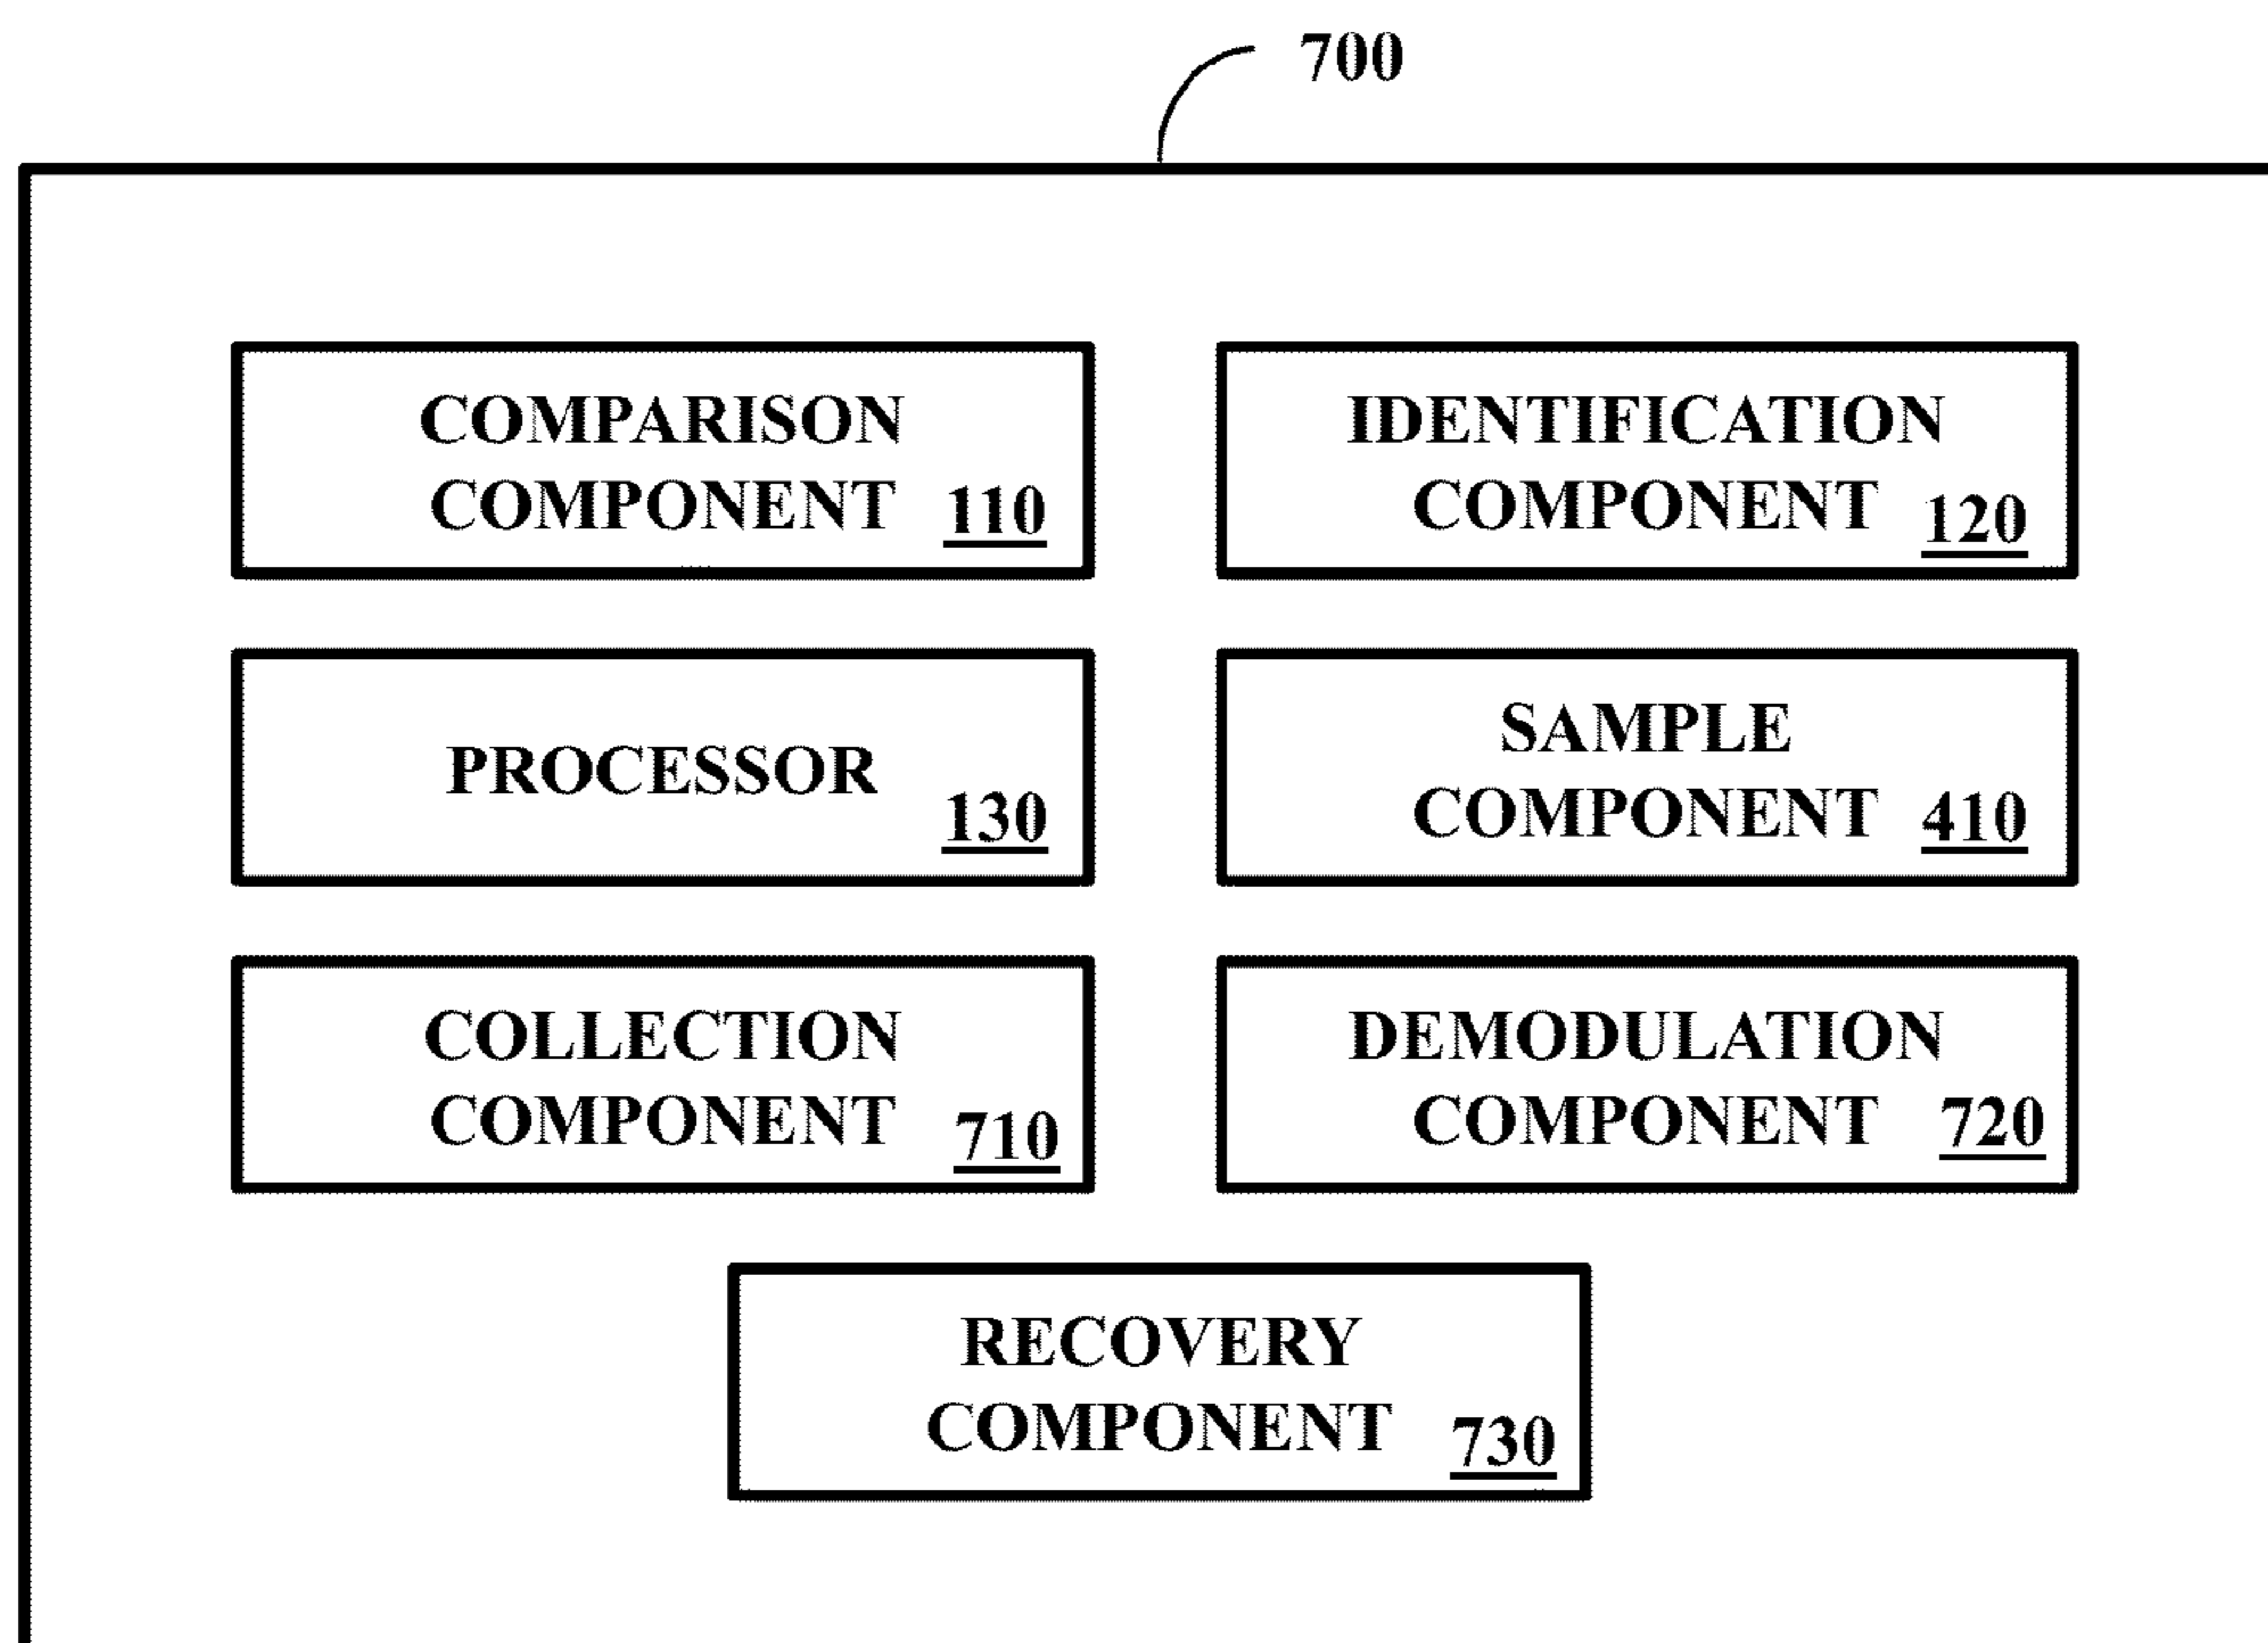 700
COMPARISON
COMPONENT 110
IDENTIFICATION
COMPONENT 120
PROCESSOR
130
SAMPLE
COMPONENT 410
COLLECTION
COMPONENT 710
DEMODULATION
COMPONENT 720
RECOVERY
COMPONENT 730